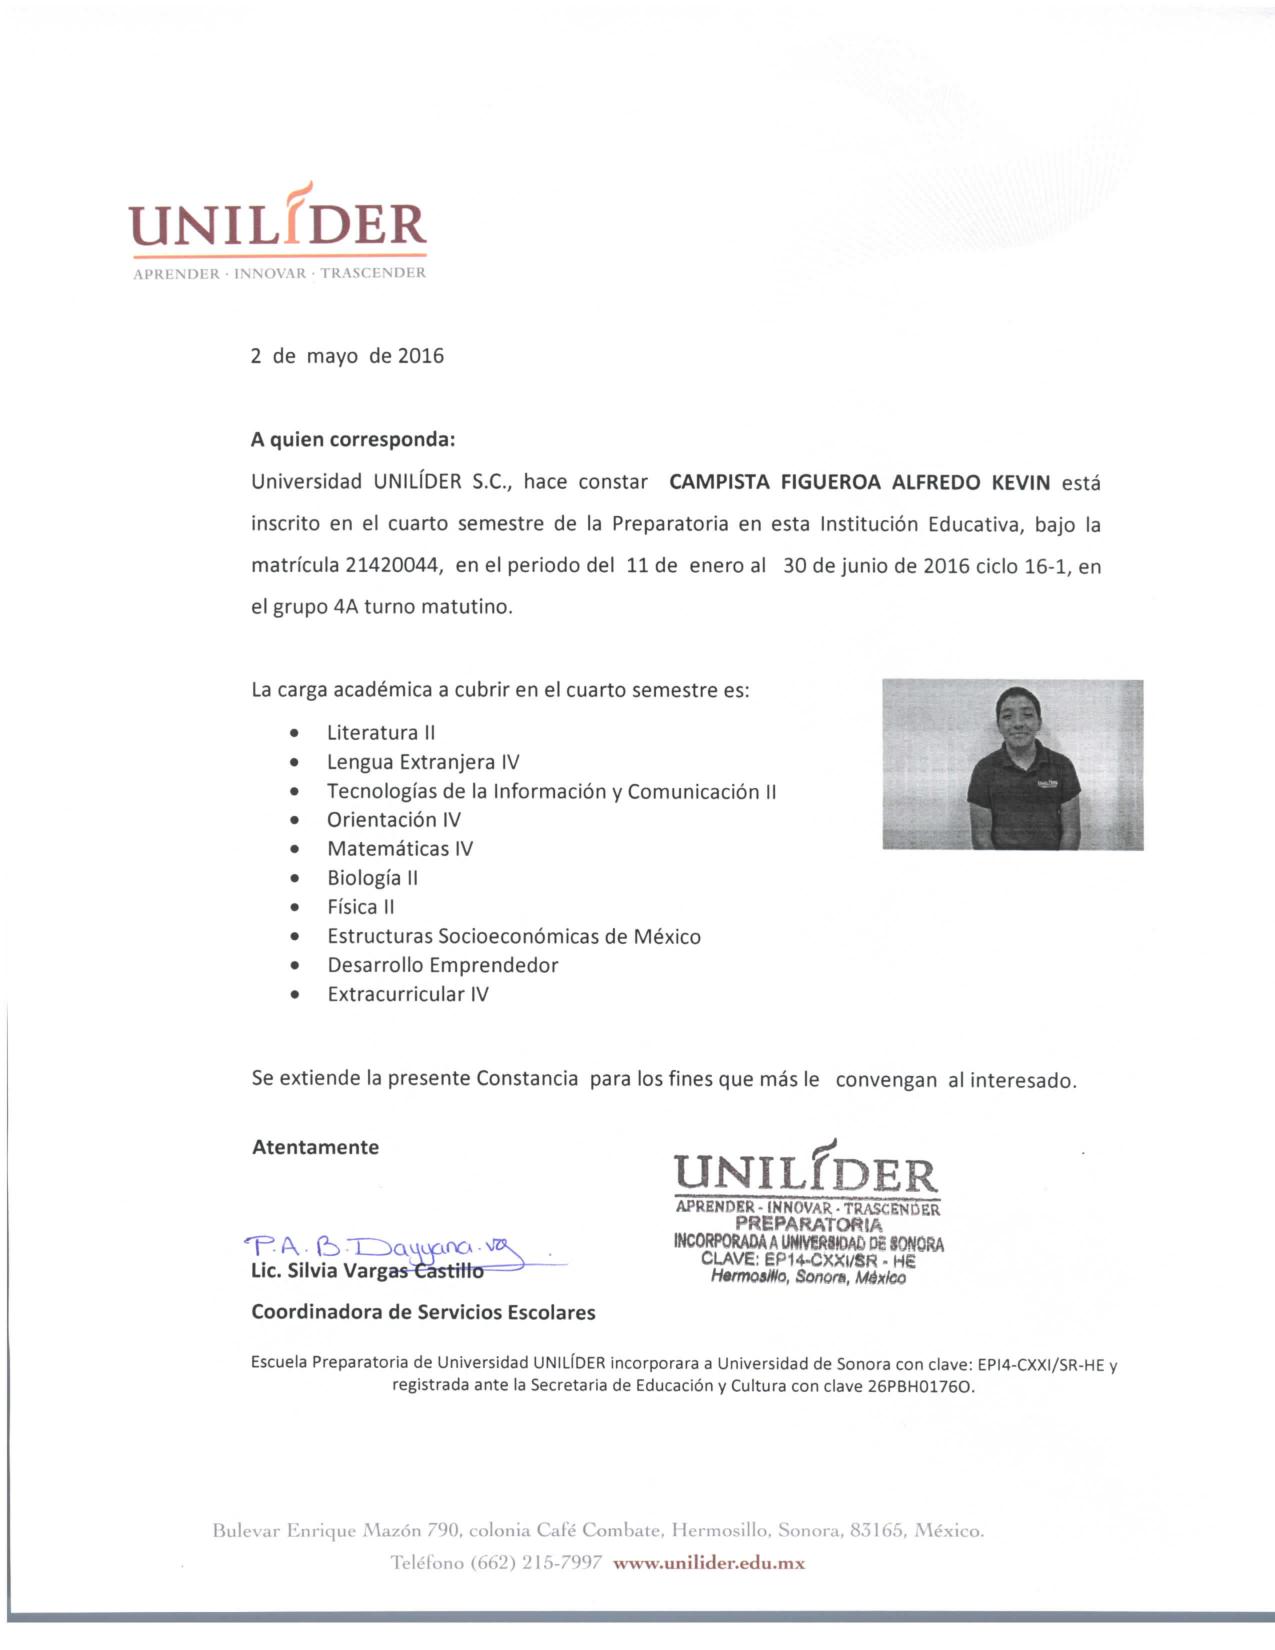 UNILÍDER
APRENDER · INNOVAR · TRASCENDER
2 de mayo de 2016
A quien corresponda:
Universidad UNILÍDER S.C., hace constar CAMPISTA FIGUEROA ALFREDO KEVIN está
inscrito en el cuarto semestre de la Preparatoria en esta Institución Educativa, bajo la
matrícula 21420044, en el periodo del 11 de enero al 30 de junio de 2016 ciclo 16-1, en
el grupo 4A turno matutino.
La carga académica a cubrir en el cuarto semestre es:
• Literatura II
• Lengua Extranjera IV
• Tecnologías de la Información y Comunicación II
• Orientación IV
• Matemáticas IV
• Biología II
• Física II
• Estructuras Socioeconómicas de México
• Desarrollo Emprendedor
• Extracurricular IV
Se extiende la presente Constancia para los fines que más le convengan al interesado.
Atentamente
UNILÍDER
APRENDER - INNOVAR - TRASCENDER
PREPARATORIA
INCORPORADA A UNIVERSIDAD DE SONORA
CLAVE: EP14-CXXI/SR - HE
Hermosillo, Sonora, México
P.A. B. Dayyana
Lic. Silvia Vargas Castillo
Coordinadora de Servicios Escolares
Escuela Preparatoria de Universidad UNILÍDER incorporara a Universidad de Sonora con clave: EPI4-CXXI/SR-HE y
registrada ante la Secretaria de Educación y Cultura con clave 26PBH0176O.
Bulevar Enrique Mazón 790, colonia Café Combate, Hermosillo, Sonora, 83165, México.
Teléfono (662) 215-7997 www.unilider.edu.mx